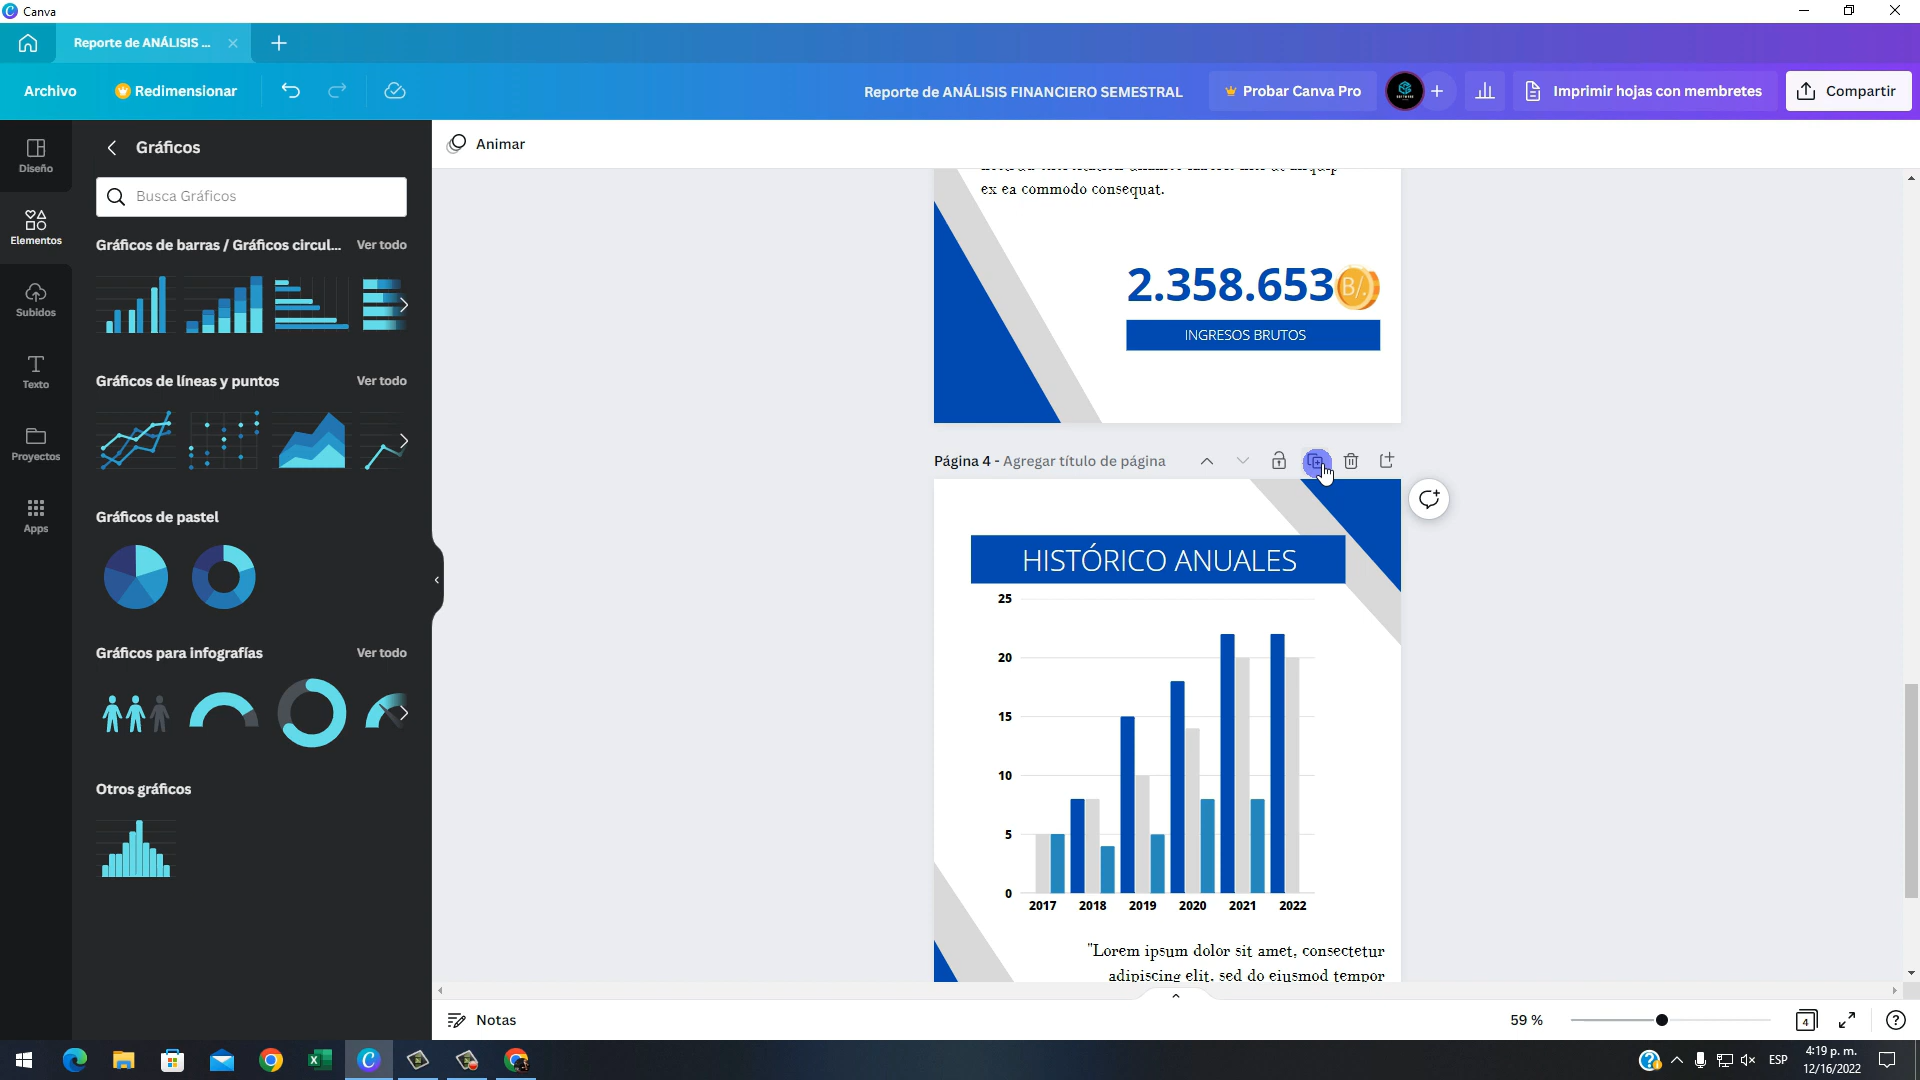 Canva
Reporte de ANÁLISIS ...
Archivo
Redimensionar
Reporte de ANÁLISIS FINANCIERO SEMESTRAL
Probar Canva Pro
Imprimir hojas con membretes
Compartir
Diseño
Elementos
Subidos
Texto
Proyectos
Apps
Gráficos
Busca Gráficos
Gráficos de barras / Gráficos circul...
Ver todo
Gráficos de líneas y puntos
Ver todo
Gráficos de pastel
Gráficos para infografías
Ver todo
Otros gráficos
Animar
ex ea commodo consequat.
2.358.653
B/.
INGRESOS BRUTOS
Página 4 - Agregar título de página
HISTÓRICO ANUALES
25
20
15
10
5
0
2017 2018 2019 2020 2021 2022
"Lorem ipsum dolor sit amet, consectetur
adipiscing elit, sed do eiusmod tempor
Notas
59 %
4
ESP
4:19 p. m.
12/16/2022